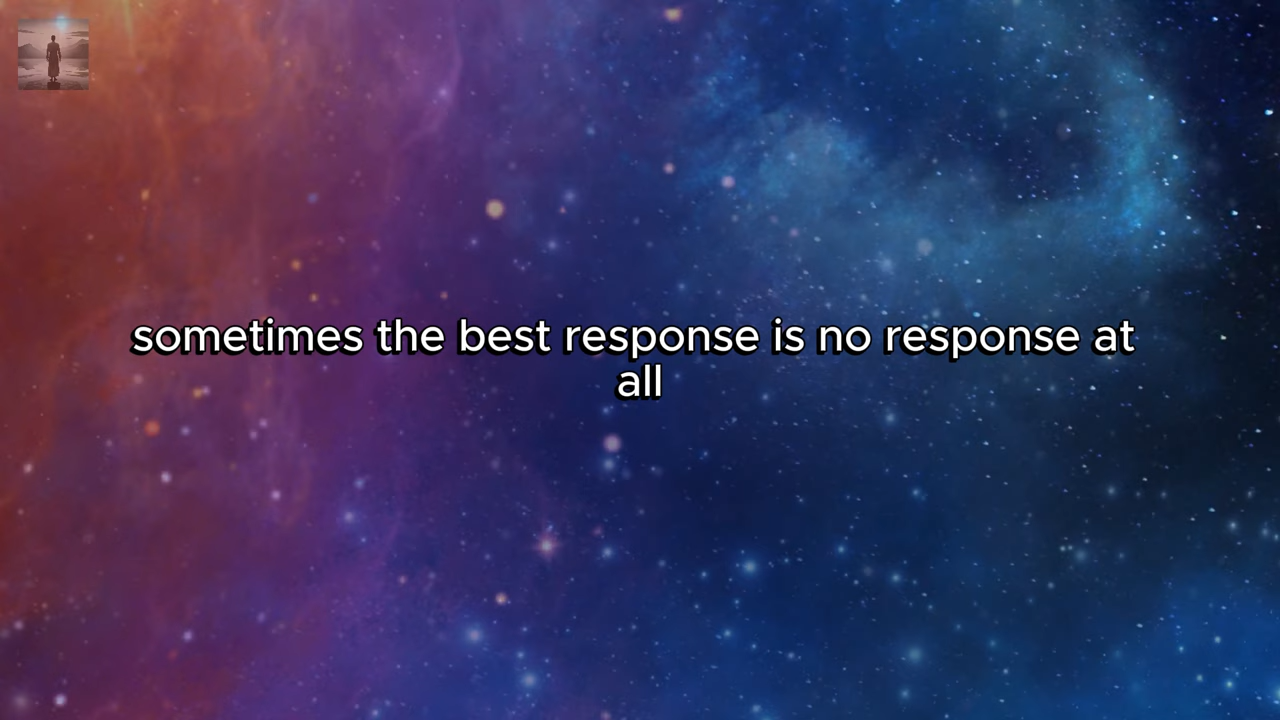 sometimes the best response is no response at
all